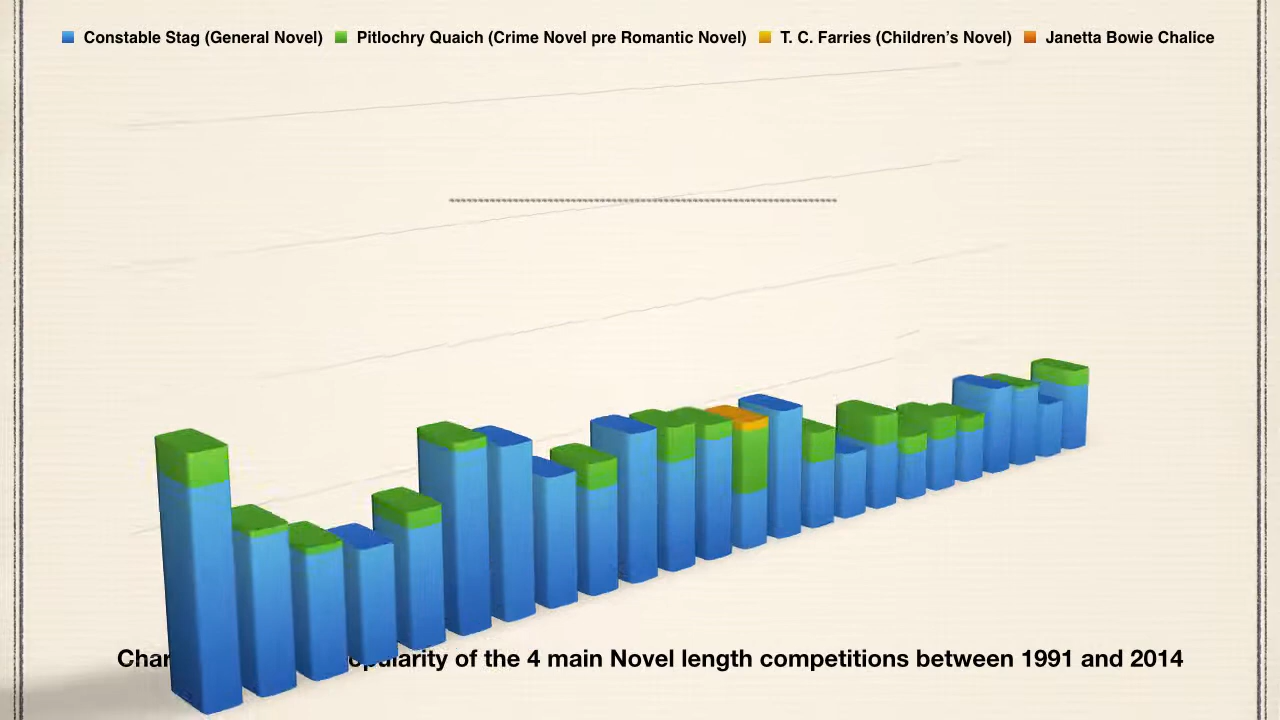 Constable Stag (General Novel) Pitlochry Quaich (Crime Novel pre Romantic Novel) T. C. Farries (Children's Novel) Janetta Bowie Chalice
of the 4 main Novel length competitions between 1991 and 2014